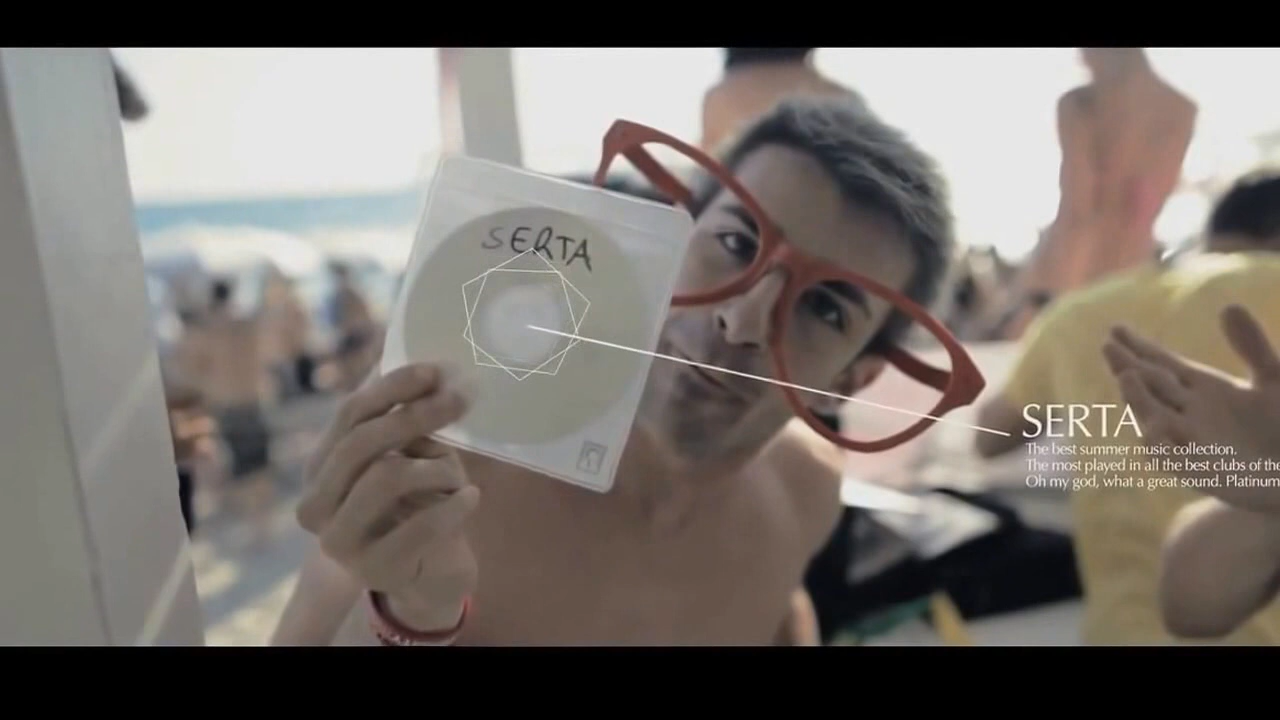 SERTA
SERTA
The best summer music collection.
The most played in all the best clubs of the
Oh my god, what a great sound. Platinum